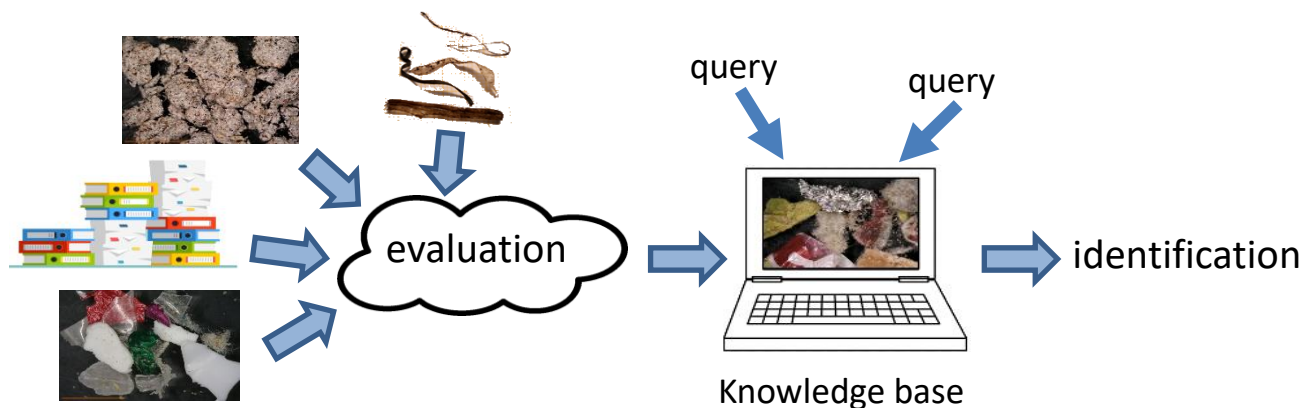 query
query
evaluation
identification
Knowledge base